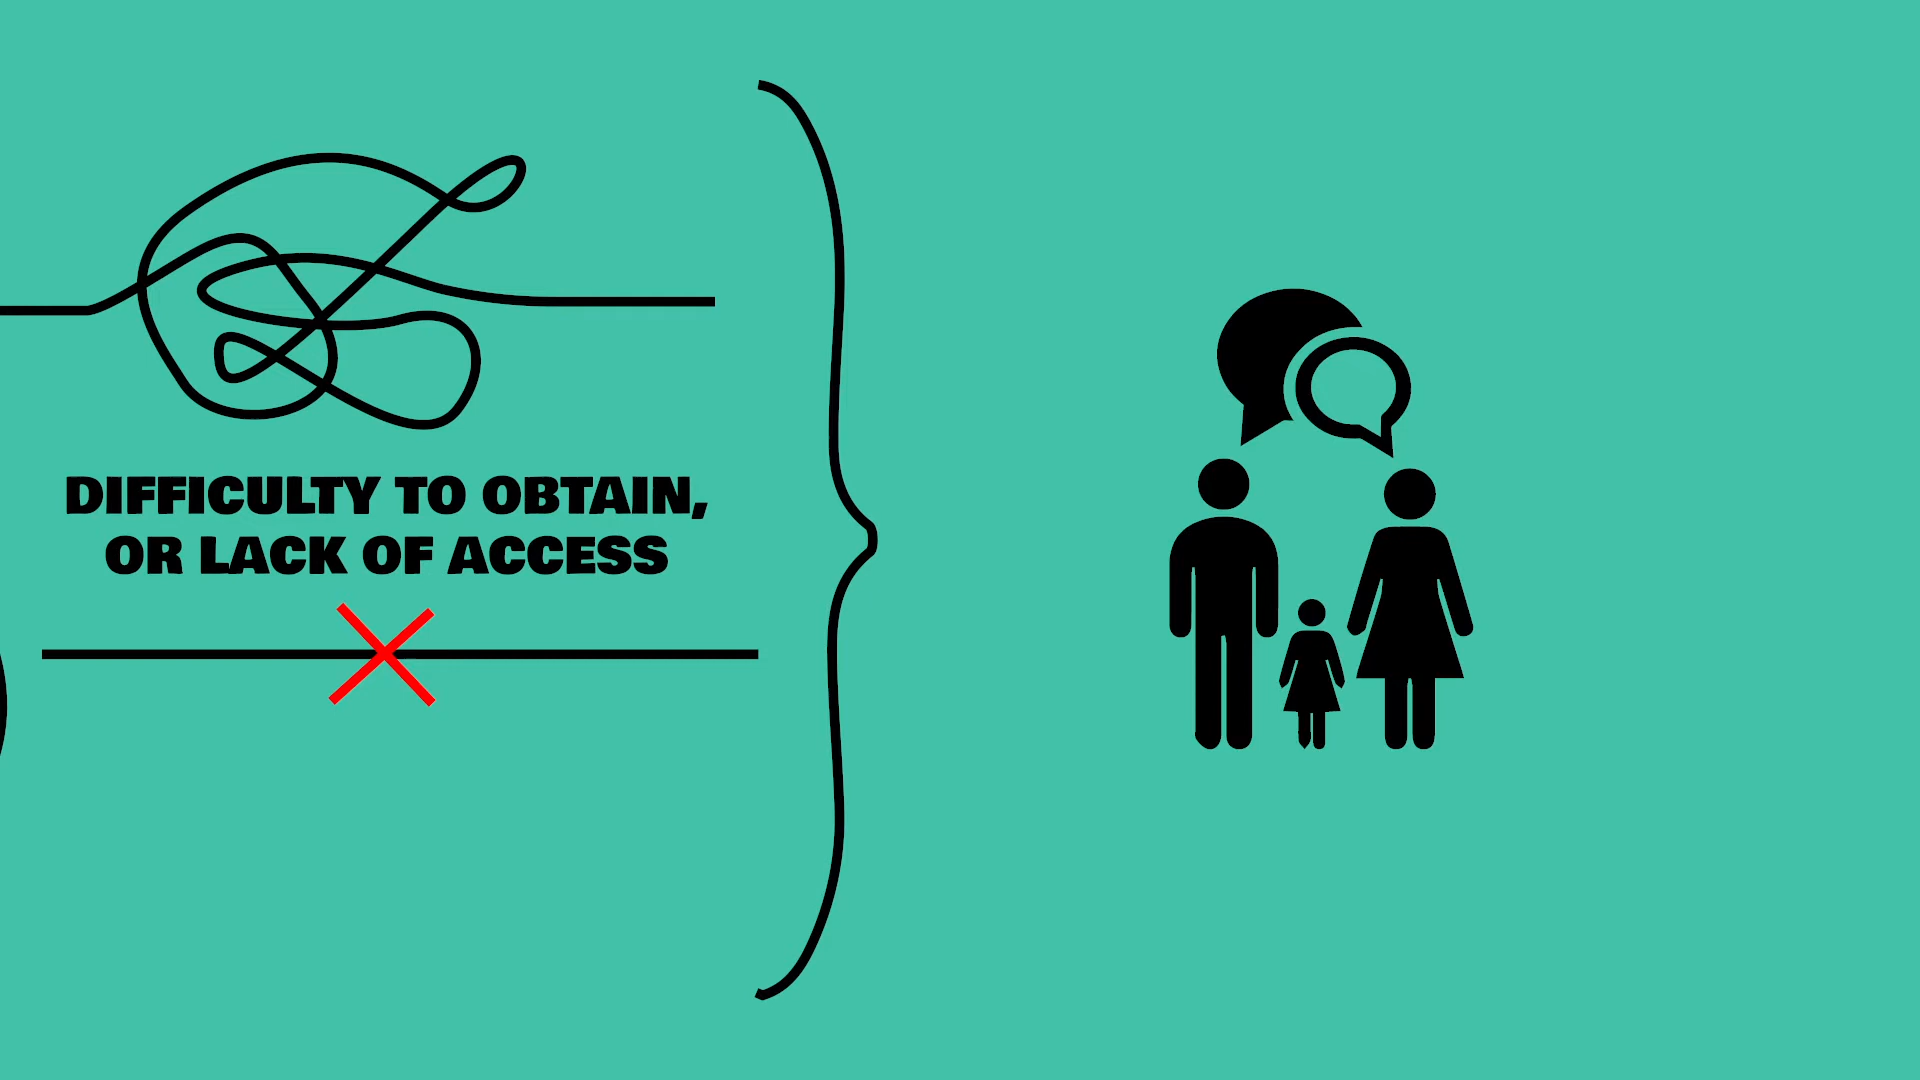 DIFFICULTY TO OBTAIN,
OR LACK OF ACCESS